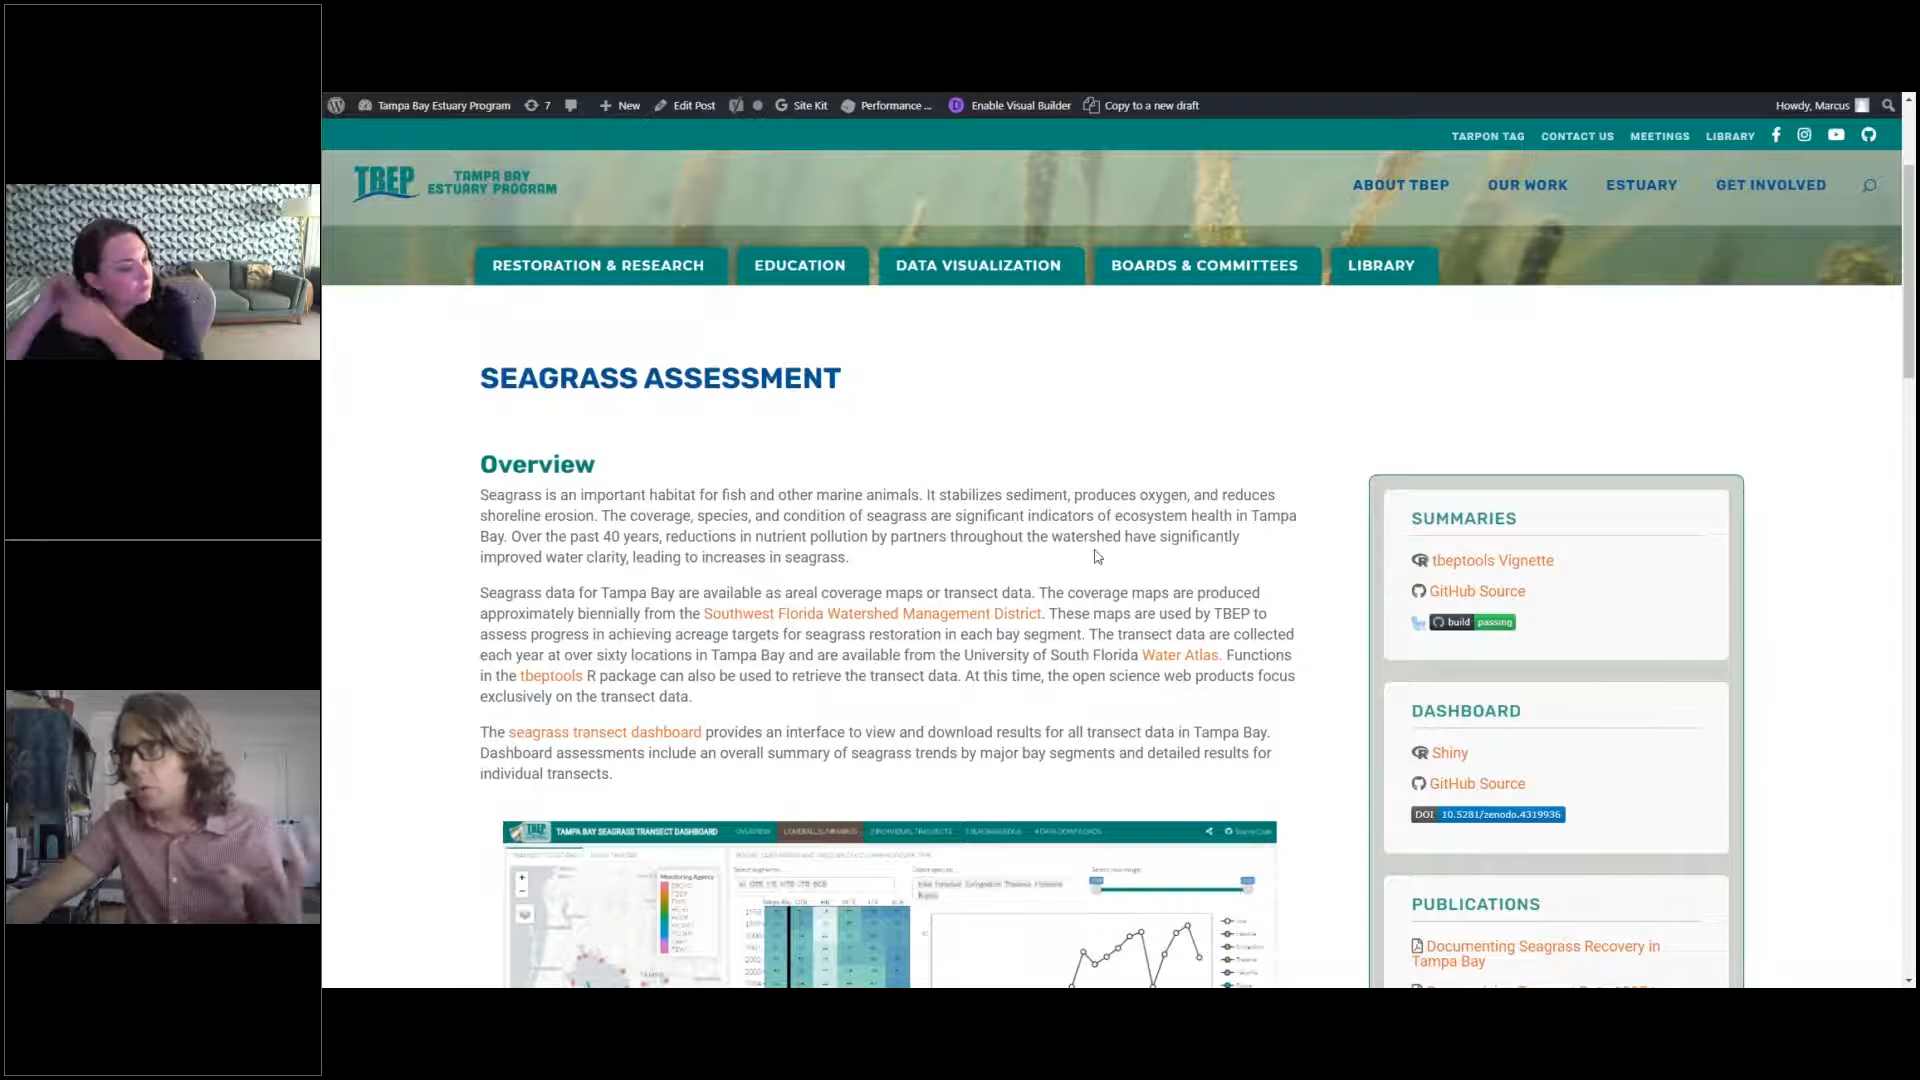 Tampa Bay Estuary Program 7 New Edit Post Site Kit Performance ... Enable Visual Builder Copy to a new draft Howdy, Marcus
TARPON TAG CONTACT US MEETINGS LIBRARY
TBEP TAMPA BAY
ESTUARY PROGRAM
ABOUT TBEP OUR WORK ESTUARY GET INVOLVED
RESTORATION & RESEARCH EDUCATION DATA VISUALIZATION BOARDS & COMMITTEES LIBRARY
SEAGRASS ASSESSMENT
Overview
Seagrass is an important habitat for fish and other marine animals. It stabilizes sediment, produces oxygen, and reduces
shoreline erosion. The coverage, species, and condition of seagrass are significant indicators of ecosystem health in Tampa
Bay. Over the past 40 years, reductions in nutrient pollution by partners throughout the watershed have significantly
improved water clarity, leading to increases in seagrass.
Seagrass data for Tampa Bay are available as areal coverage maps or transect data. The coverage maps are produced
approximately biennially from the Southwest Florida Watershed Management District. These maps are used by TBEP to
assess progress in achieving acreage targets for seagrass restoration in each bay segment. The transect data are collected
each year at over sixty locations in Tampa Bay and are available from the University of South Florida Water Atlas. Functions
in the tbeptools R package can also be used to retrieve the transect data. At this time, the open science web products focus
exclusively on the transect data.
The seagrass transect dashboard provides an interface to view and download results for all transect data in Tampa Bay.
Dashboard assessments include an overall summary of seagrass trends by major bay segments and detailed results for
individual transects.
TAMPA BAY SEAGRASS TRANSECT DASHBOARD OVERVIEW
Monitoring Agency
SUMMARIES
tbeptools Vignette
GitHub Source
build passing
DASHBOARD
Shiny
GitHub Source
DOI 10.5281/zenodo.4319936
PUBLICATIONS
Documenting Seagrass Recovery in
Tampa Bay